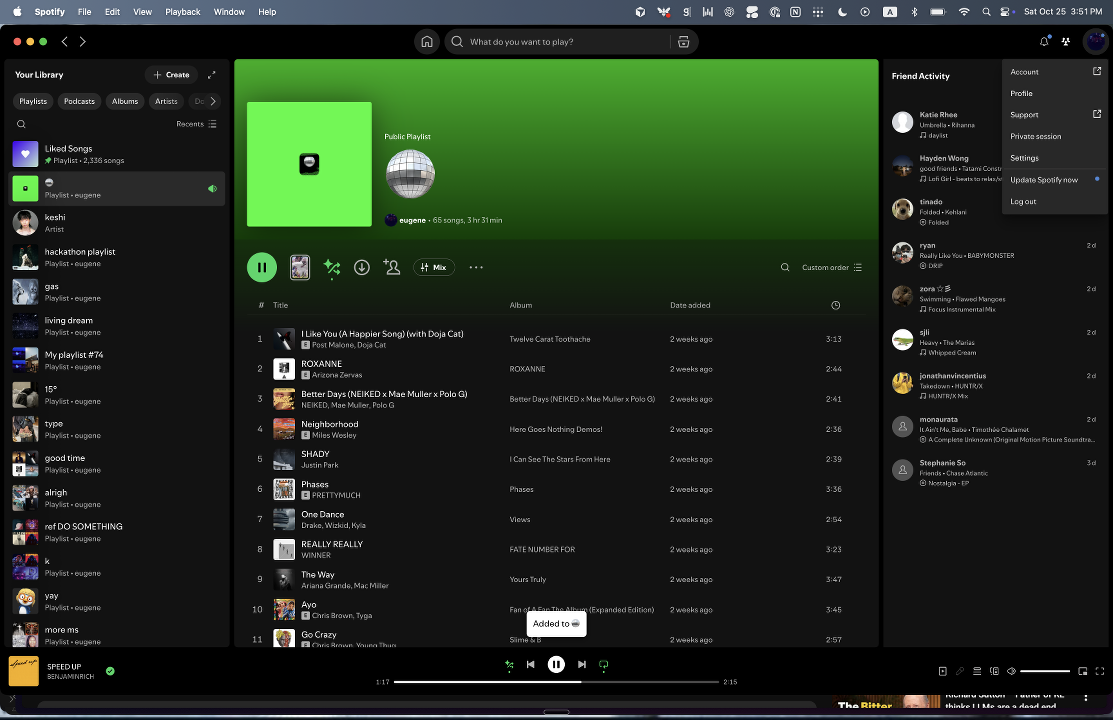 Spotify File Edit View Playback Window Help
A Sat Oct 25 3:51 PM
What do you want to play?
Your Library
Create
Playlists Podcasts Albums Artists
Recents
Liked Songs
Playlist • 2,336 songs
🪩
Playlist • eugene
keshi
Artist
hackathon playlist
Playlist • eugene
gas
Playlist • eugene
living dream
Playlist • eugene
My playlist #74
Playlist • eugene
15°
Playlist • eugene
type
Playlist • eugene
good time
Playlist • eugene
alrigh
Playlist • eugene
ref DO SOMETHING
Playlist • eugene
k
Playlist • eugene
yay
Playlist • eugene
more ms
Playlist • eugene
Public Playlist
🪩
eugene • 65 songs, 3 hr 31 min
Mix
Custom order
# Title Album Date added
1 I Like You (A Happier Song) (with Doja Cat) Twelve Carat Toothache 2 weeks ago 3:13
E Post Malone, Doja Cat
2 ROXANNE ROXANNE 2 weeks ago 2:44
E Arizona Zervas
3 Better Days (NEIKED x Mae Muller x Polo G) Better Days (NEIKED x Mae Muller x Polo G) 2 weeks ago 2:41
NEIKED, Mae Muller, Polo G
4 Neighborhood Here Goes Nothing Demos! 2 weeks ago 3:36
E Miles Wesley
5 SHADY I Can See The Stars From Here 2 weeks ago 2:39
Justin Park
6 Phases Phases 2 weeks ago 3:36
E PRETTYMUCH
7 One Dance Views 2 weeks ago 2:54
Drake, Wizkid, Kyla
8 REALLY REALLY FATE NUMBER FOR 2 weeks ago 3:23
WINNER
9 The Way Yours Truly 2 weeks ago 3:47
Ariana Grande, Mac Miller
10 Ayo Fan of A Fan The Album (Expanded Edition) 2 weeks ago 3:45
E Chris Brown, Tyga
11 Go Crazy Slime & B 2 weeks ago 2:57
E Chris Brown, Young Thug
Added to 🪩
Friend Activity
Katie Rhee
Umbrella • Rihanna
daylist
Hayden Wong
good friends • Tatami Constr
Lofi Girl - beats to relax/s
tinado
Folded • Kehlani
Folded
ryan 2 d
Really Like You • BABYMONSTER
DRIP
zora ☆彡 2 d
Swimming • Flawed Mangoes
Focus Instrumental Mix
sjli 2 d
Heavy • The Marías
Whipped Cream
jonathanvincentius 2 d
Takedown • HUNTR/X
HUNTR/X Mix
monaurata 2 d
It Ain't Me, Babe • Timothée Chalamet
A Complete Unknown (Original Motion Picture Soundtra...
Stephanie So 3 d
Friends • Chase Atlantic
Nostalgia - EP
Account
Profile
Support
Private session
Settings
Update Spotify now
Log out
speed up
SPEED UP
BENJAMINRICH
1:17 2:15
The
Bitter
Richard Sutton – Father of RL
thinks LLMs are a dead end